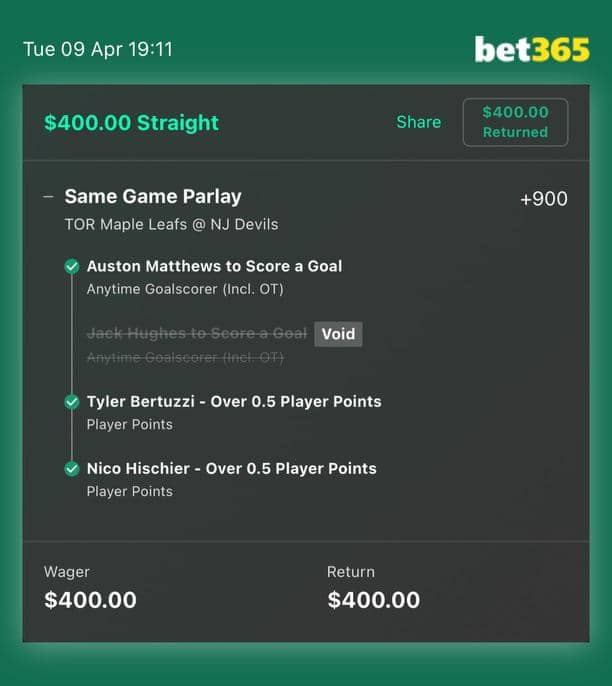 Tue 09 Apr 19:11
bet365
$400.00 Straight
Share
$400.00
Returned
Same Game Parlay
+900
TOR Maple Leafs @ NJ Devils
Auston Matthews to Score a Goal
Anytime Goalscorer (Incl. OT)
Jack Hughes to Score a Goal Void
Anytime Goalscorer (Incl. OT)
Tyler Bertuzzi - Over 0.5 Player Points
Player Points
Nico Hischier - Over 0.5 Player Points
Player Points
Wager
Return
$400.00
$400.00